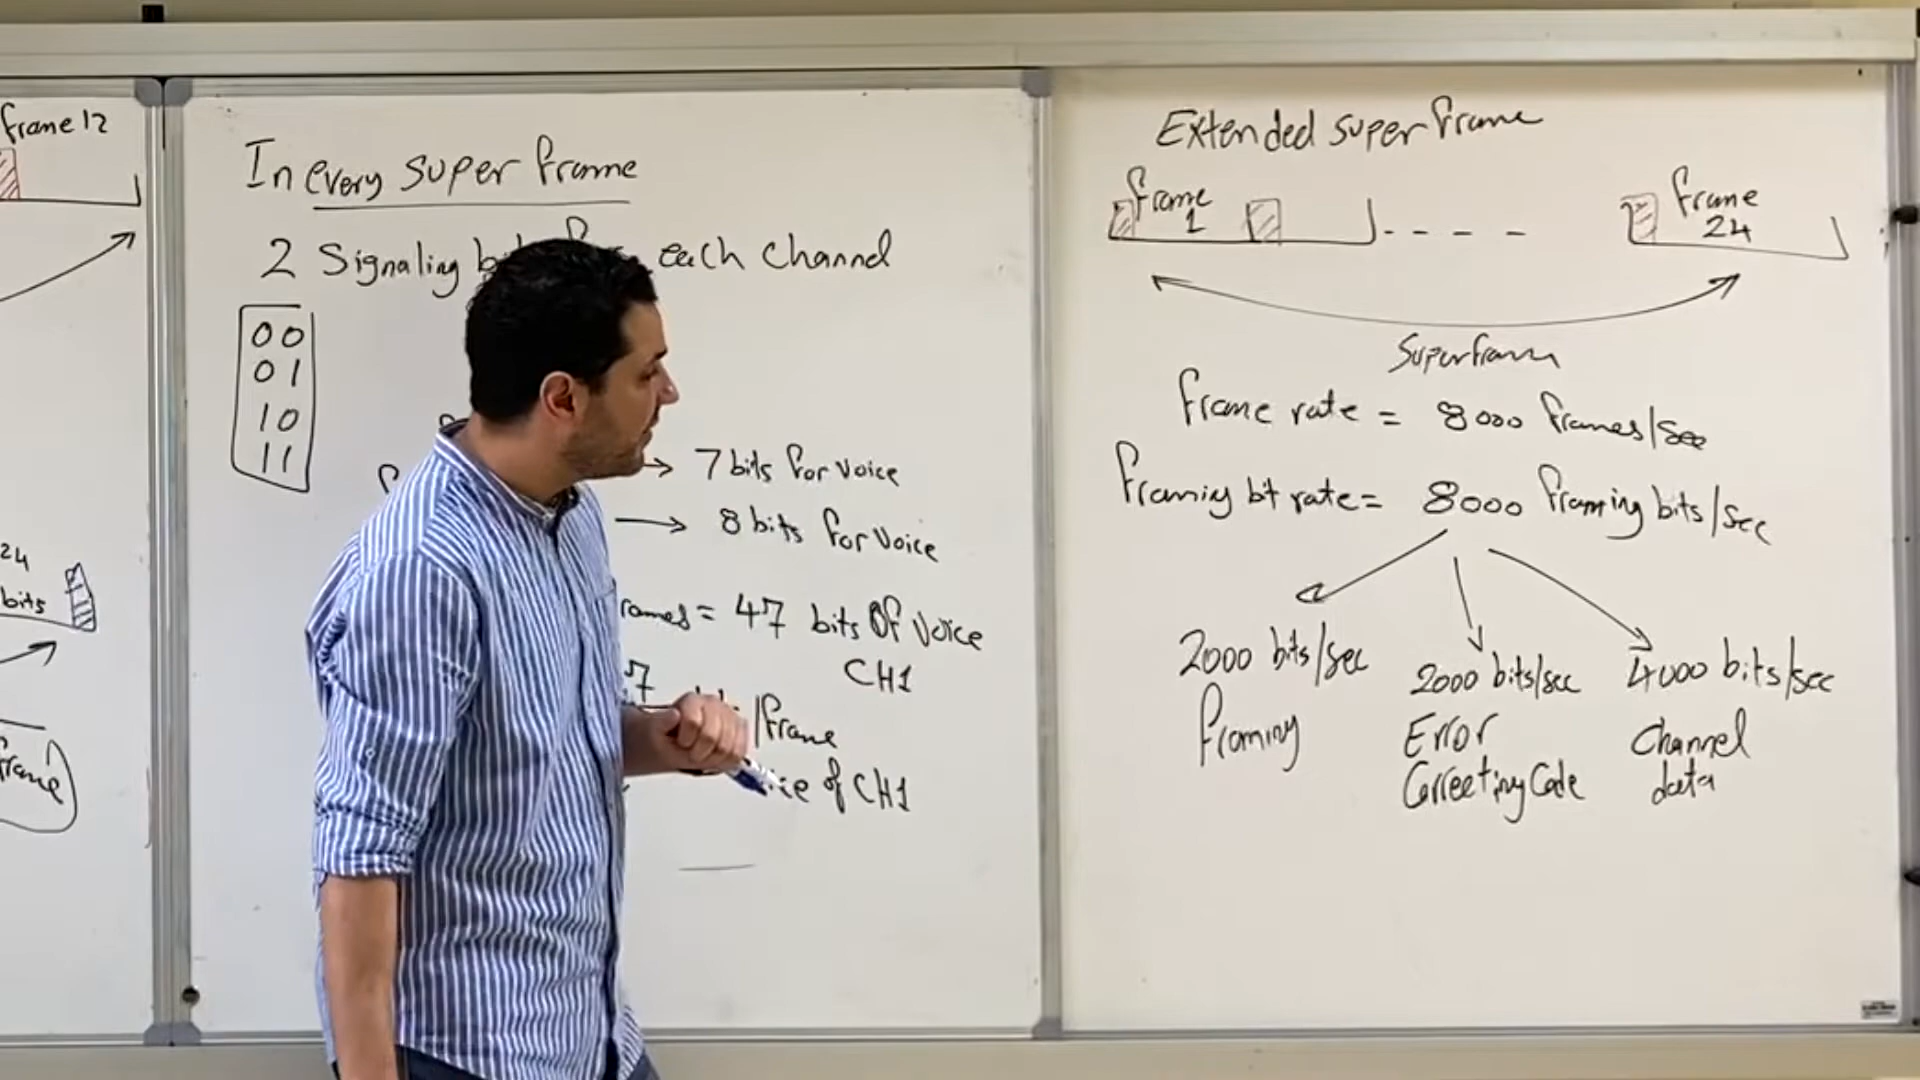 frame 12
24
bits
frame
In every super frame
2 Signaling each channel
00
01
10
11
7 bits for voice
8 bits for voice
= 47 bits of voice
CH1
7
/frame
of CH1
Extended super frame
frame
1
- - - -
frame
24
Superframe
frame rate = 8000 frames/sec
framing bit rate = 8000 framing bits/sec
2000 bits/sec
framing
2000 bits/sec
Error
Correcting Code
4000 bits/sec
channel
data